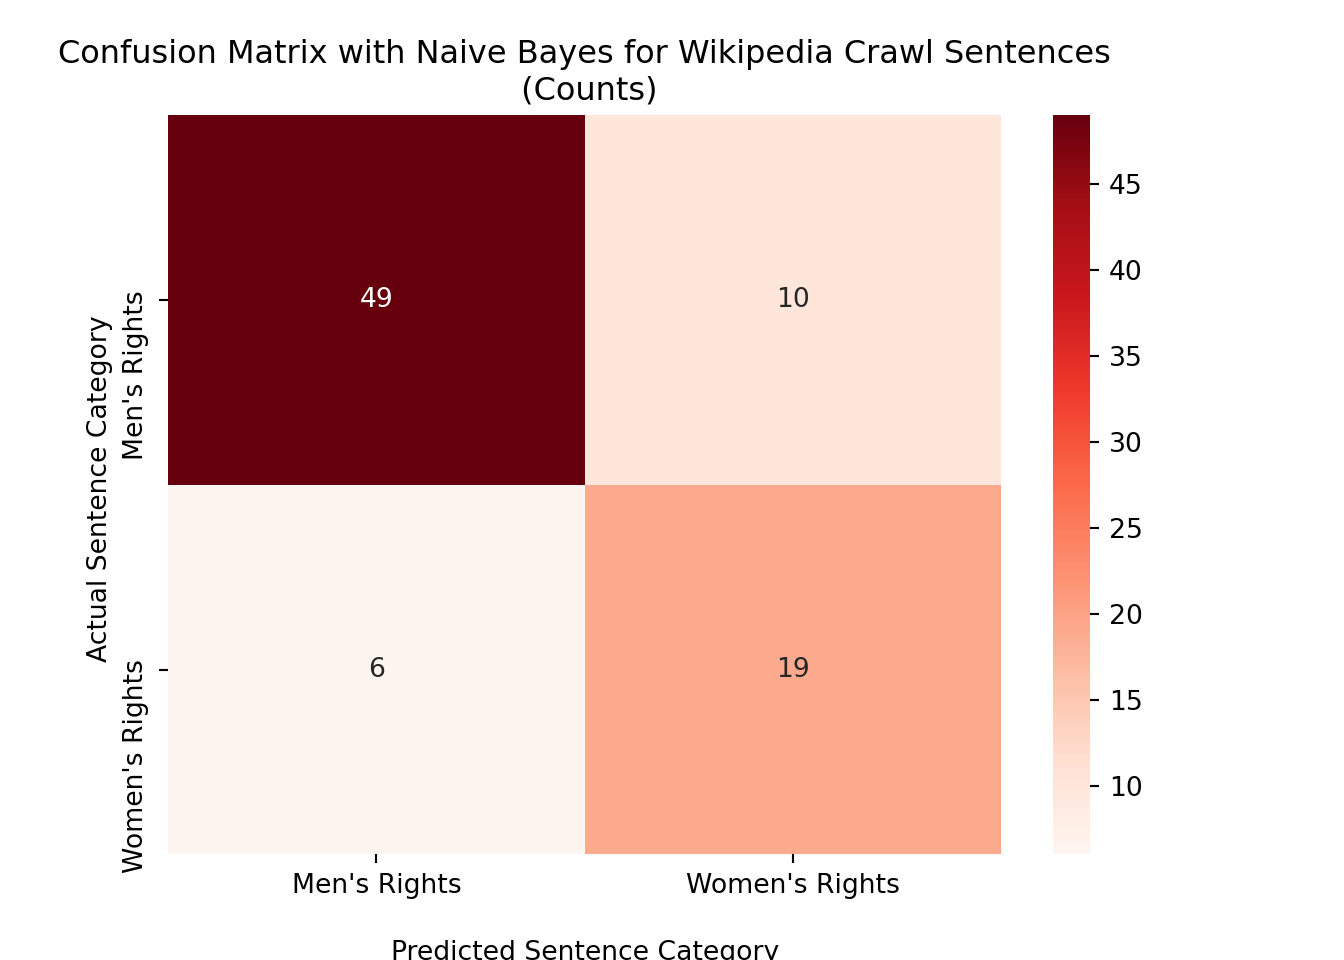 Confusion Matrix with Naive Bayes for Wikipedia Crawl Sentences
(Counts)
Actual Sentence Category
Men's Rights
Women's Rights
49
10
6
19
Men's Rights
Women's Rights
Predicted Sentence Category
45
40
35
30
25
20
15
10